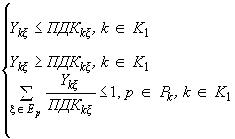 Y_{kξ} ≤ ПДК_{kξ}, k ∈ K_1
Y_{kξ} ≥ ПДК_{kξ}, k ∈ K_1
∑_{ξ∈E_p} Y_{kξ}/ПДК_{kξ} ≤ 1, p ∈ P_k, k ∈ K_1